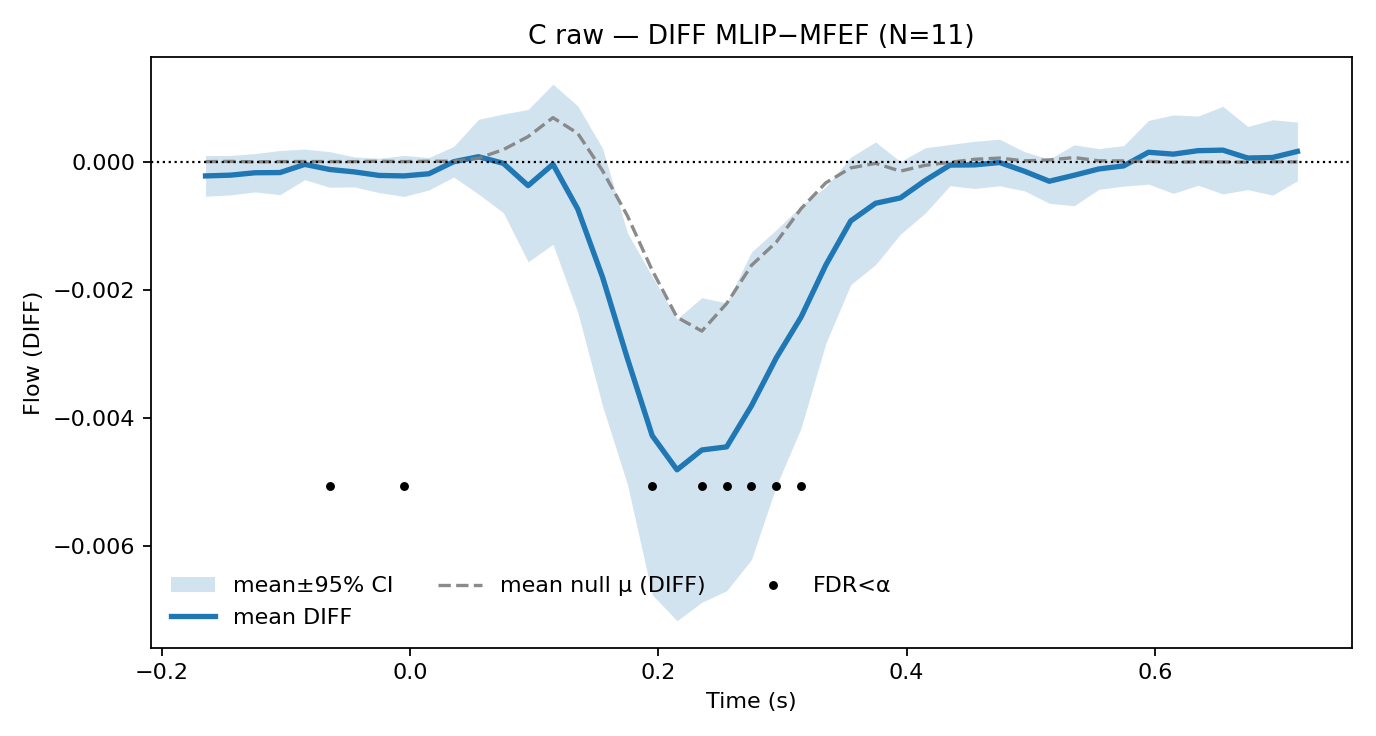 C raw — DIFF MLIP−MFEF (N=11)
Flow (DIFF)
0.000
−0.002
−0.004
−0.006
mean±95% CI
mean DIFF
mean null μ (DIFF)
FDR<α
−0.2
0.0
0.2
0.4
0.6
Time (s)